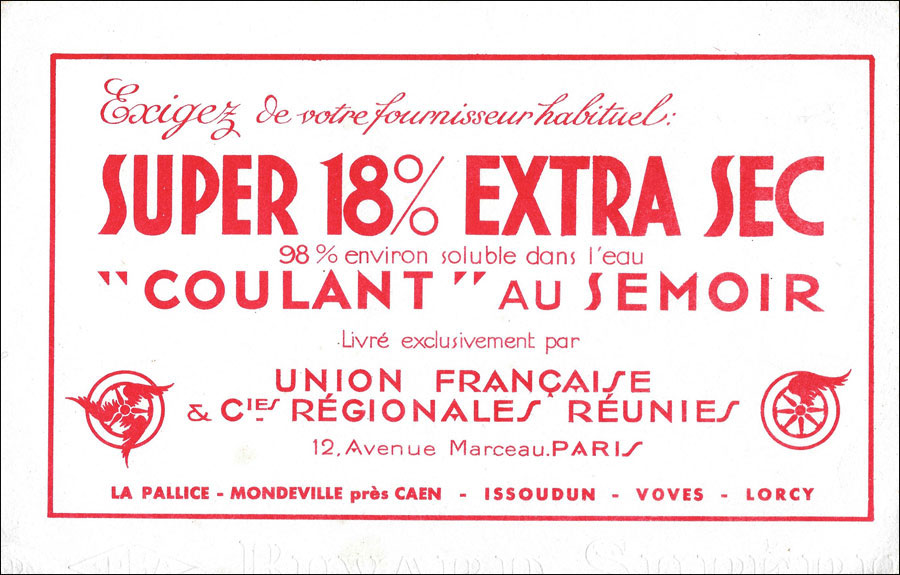 Exigez de votre fournisseur habituel:
SUPER 18% EXTRA SEC
98% environ soluble dans l'eau
"COULANT" AU SEMOIR
Livré exclusivement par
UNION FRANÇAISE
& CIES RÉGIONALES RÉUNIES
12, Avenue Marceau. PARIS
LA PALLICE - MONDEVILLE près CAEN - ISSOUDUN - VOVES - LORCY